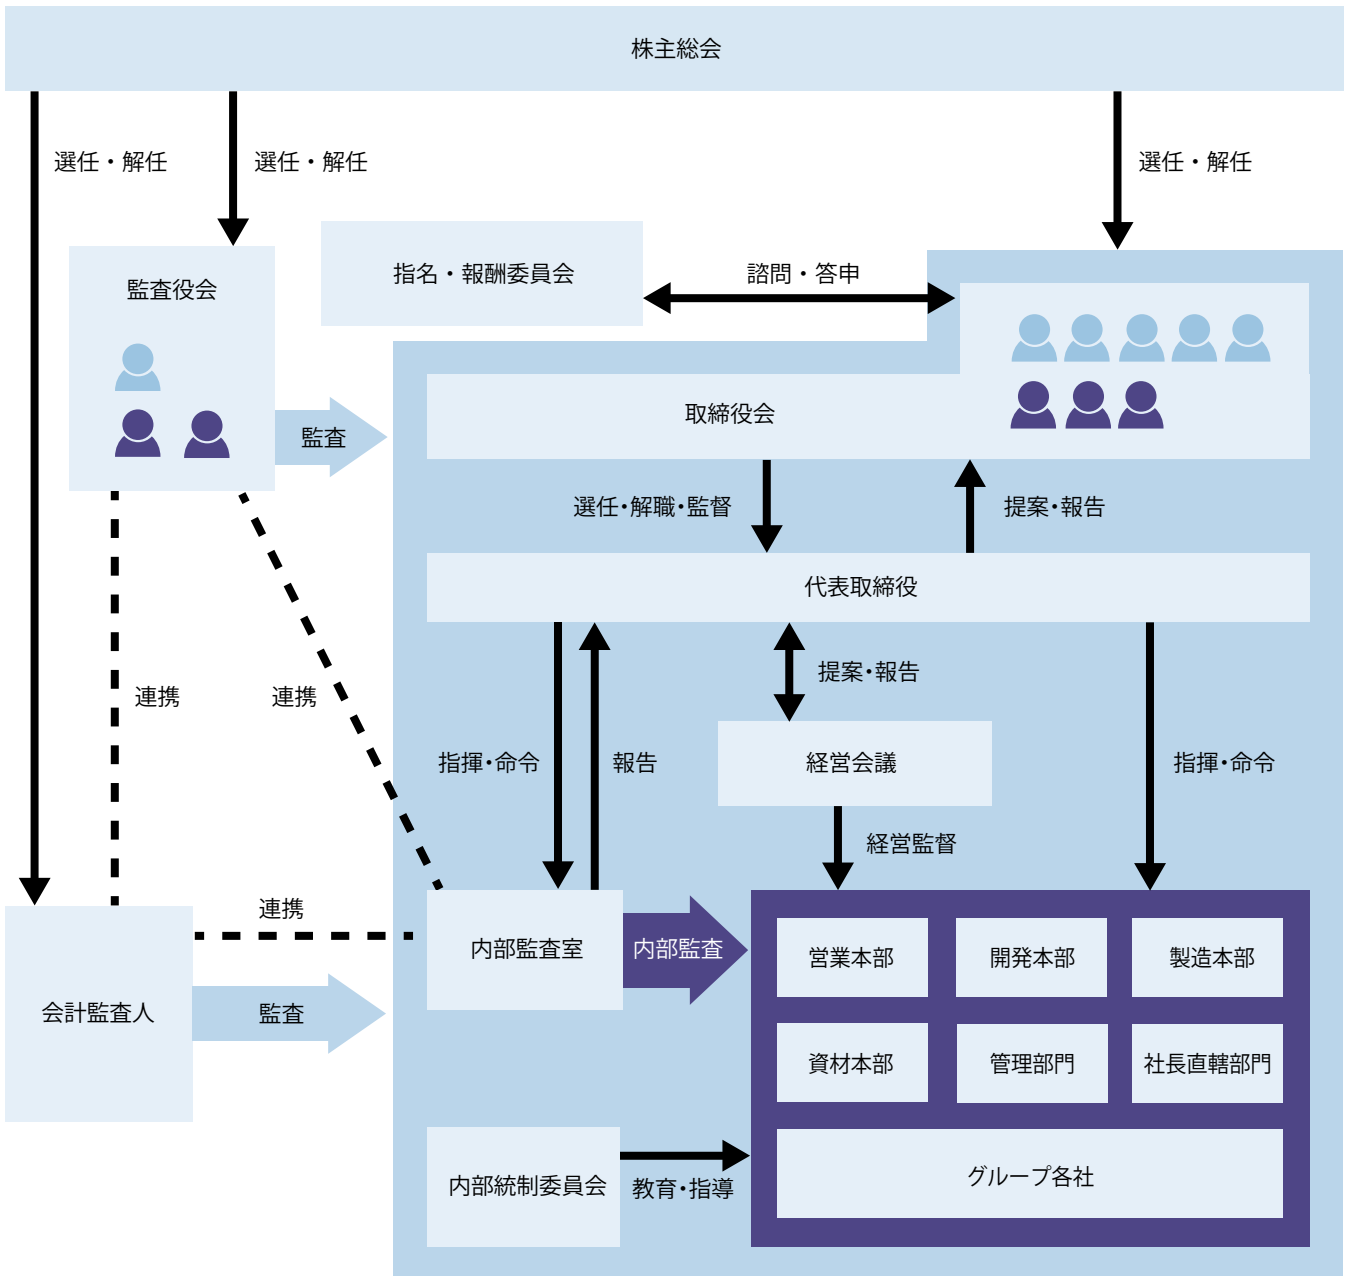 株主総会
選任・解任
選任・解任
選任・解任
監査役会
指名・報酬委員会
諮問・答申
取締役会
監査
選任・解職・監督
提案・報告
代表取締役
提案・報告
連携
連携
指揮・命令
報告
経営会議
指揮・命令
経営監督
連携
内部監査室
内部監査
営業本部
開発本部
製造本部
会計監査人
監査
資材本部
管理部門
社長直轄部門
内部統制委員会
教育・指導
グループ各社